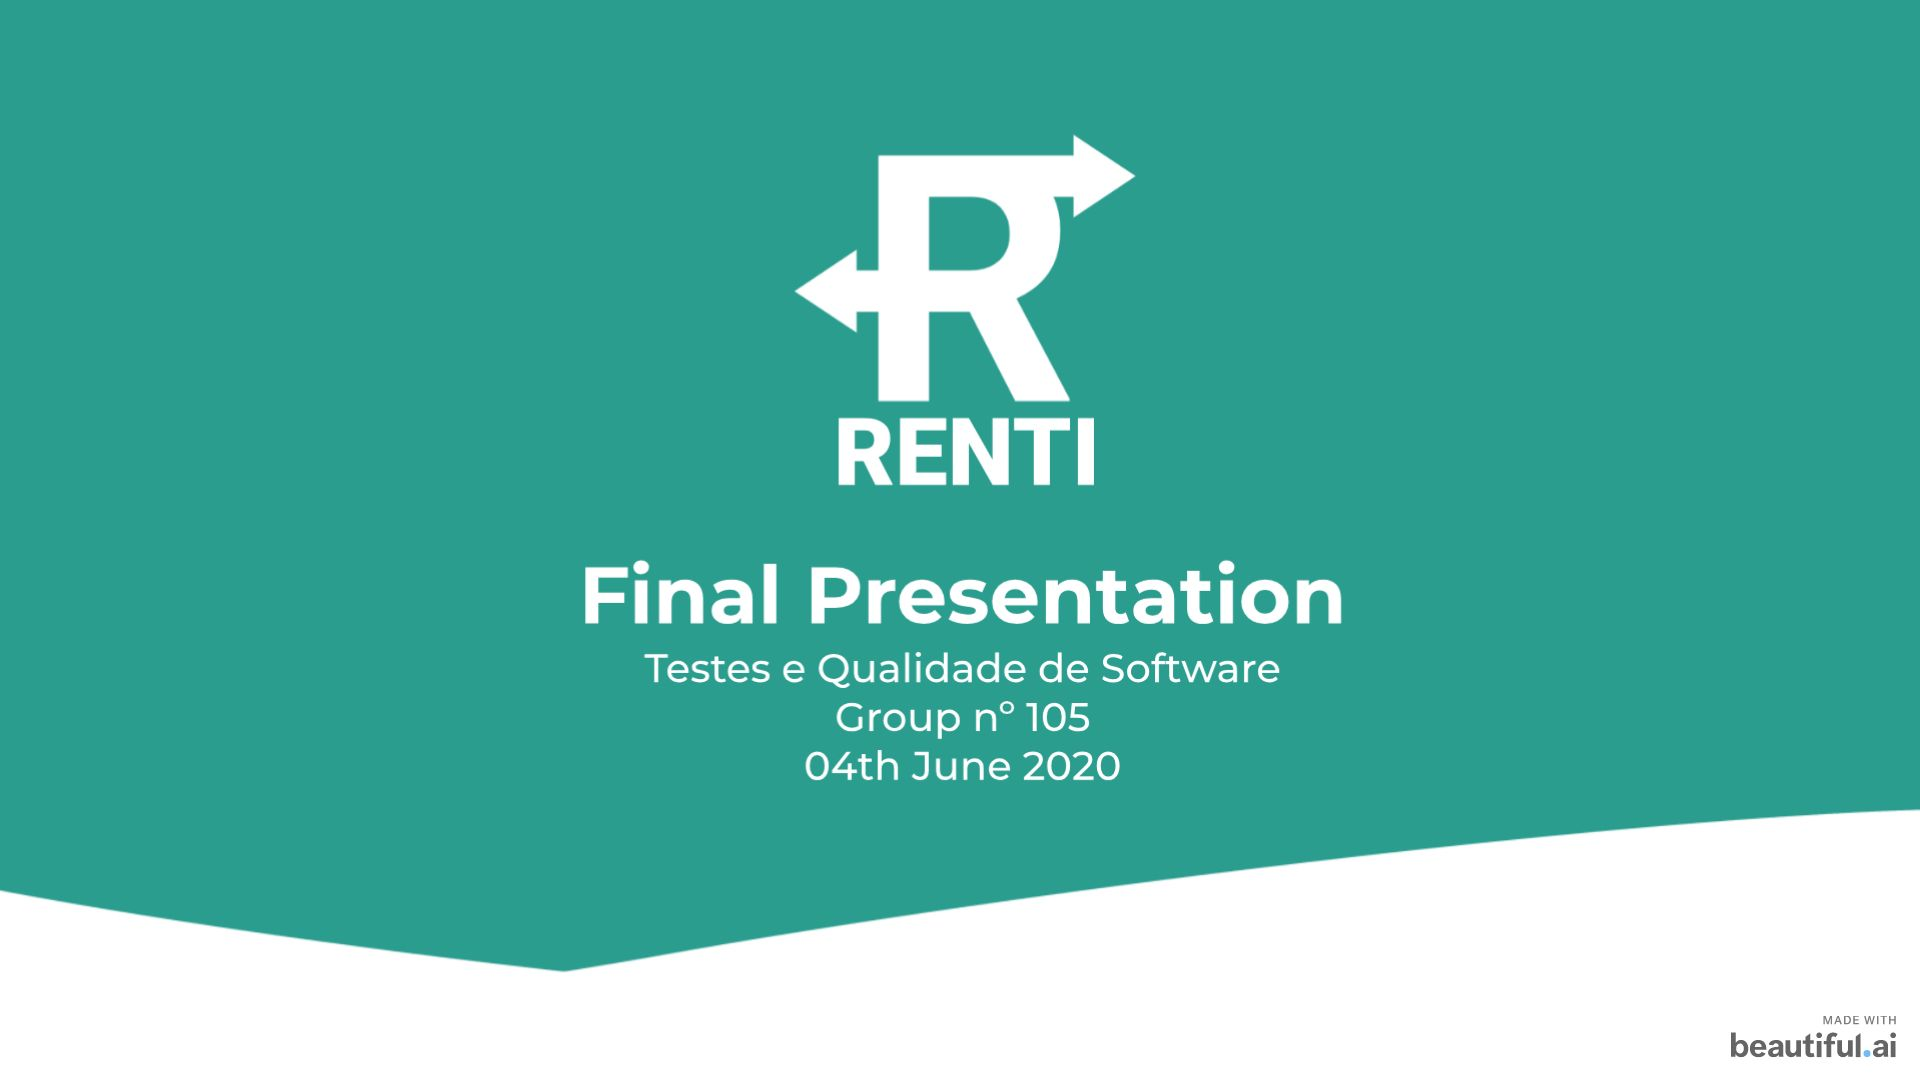 R
RENTI
Final Presentation
Testes e Qualidade de Software
Group nº 105
04th June 2020
MADE WITH
beautiful.ai